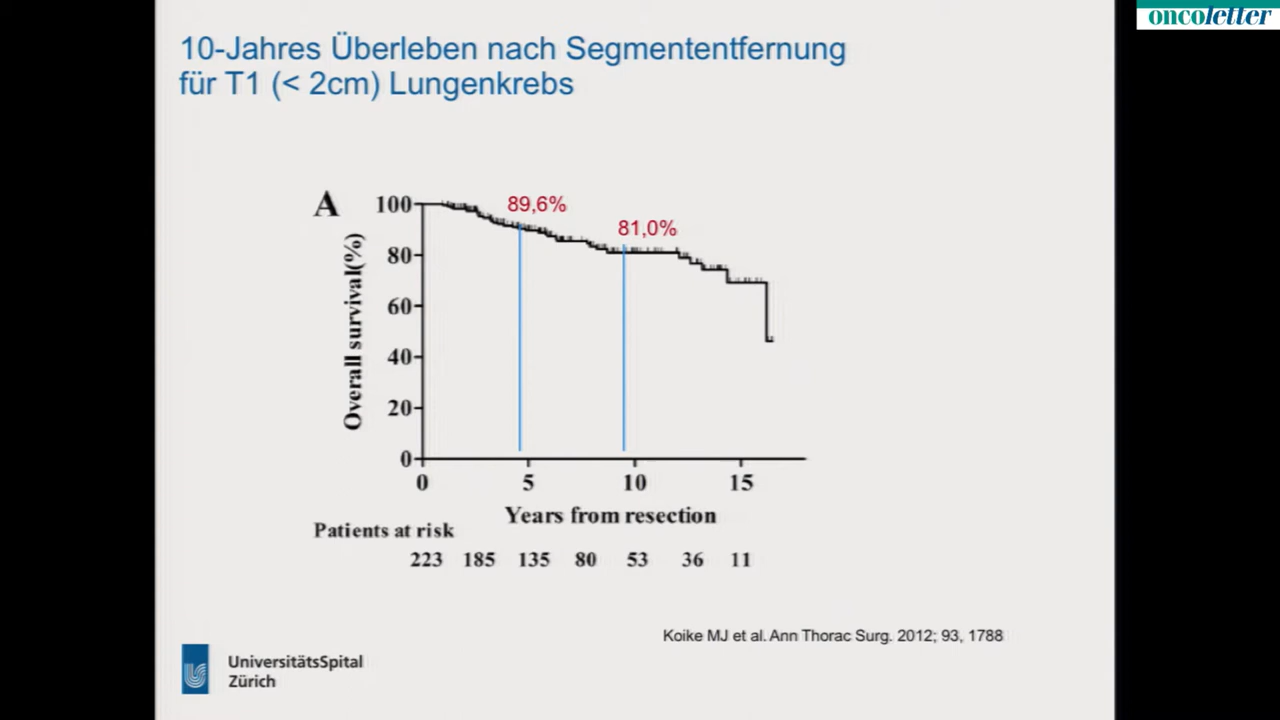 oncoletter
10-Jahres Überleben nach Segmententfernung
für T1 (< 2cm) Lungenkrebs
A
Overall survival(%)
100
80
60
40
20
0
89,6%
81,0%
0 5 10 15
Years from resection
Patients at risk
223 185 135 80 53 36 11
Koike MJ et al. Ann Thorac Surg. 2012; 93, 1788
UniversitätsSpital
Zürich